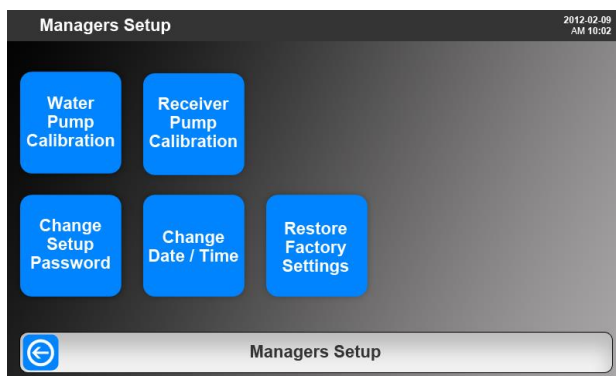 Managers Setup
2012-02-09
AM 10:02
Water
Pump
Calibration
Receiver
Pump
Calibration
Change
Setup
Password
Change
Date / Time
Restore
Factory
Settings
Managers Setup